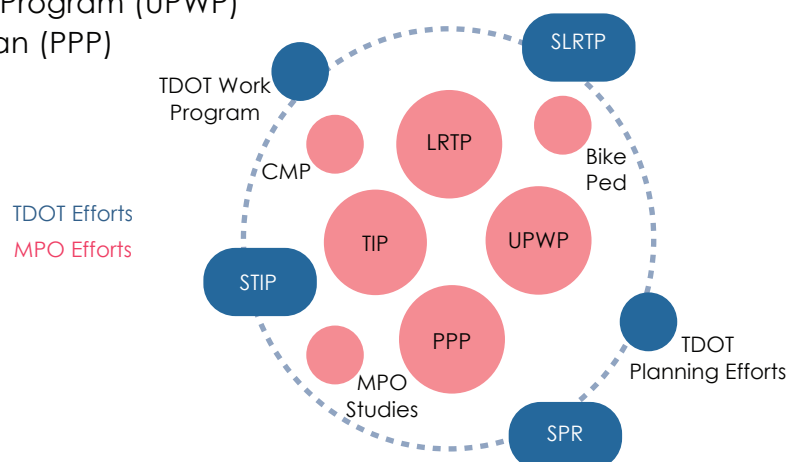 Program (UPWP)
an (PPP)
SLRTP
TDOT Work
Program
LRTP
CMP
Bike
Ped
TDOT Efforts
MPO Efforts
TIP
UPWP
STIP
PPP
TDOT
Planning Efforts
MPO
Studies
SPR